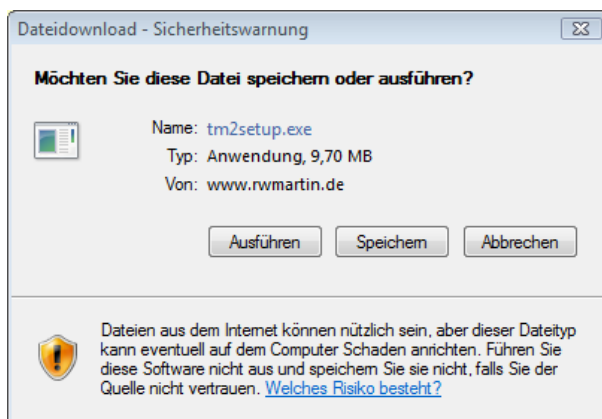 Dateidownload - Sicherheitswarnung
Möchten Sie diese Datei speichern oder ausführen?
Name: tm2setup.exe
Typ: Anwendung, 9,70 MB
Von: www.rwmartin.de
Ausführen Speichern Abbrechen
Dateien aus dem Internet können nützlich sein, aber dieser Dateityp
kann eventuell auf dem Computer Schaden anrichten. Führen Sie
diese Software nicht aus und speichern Sie sie nicht, falls Sie der
Quelle nicht vertrauen. Welches Risiko besteht?